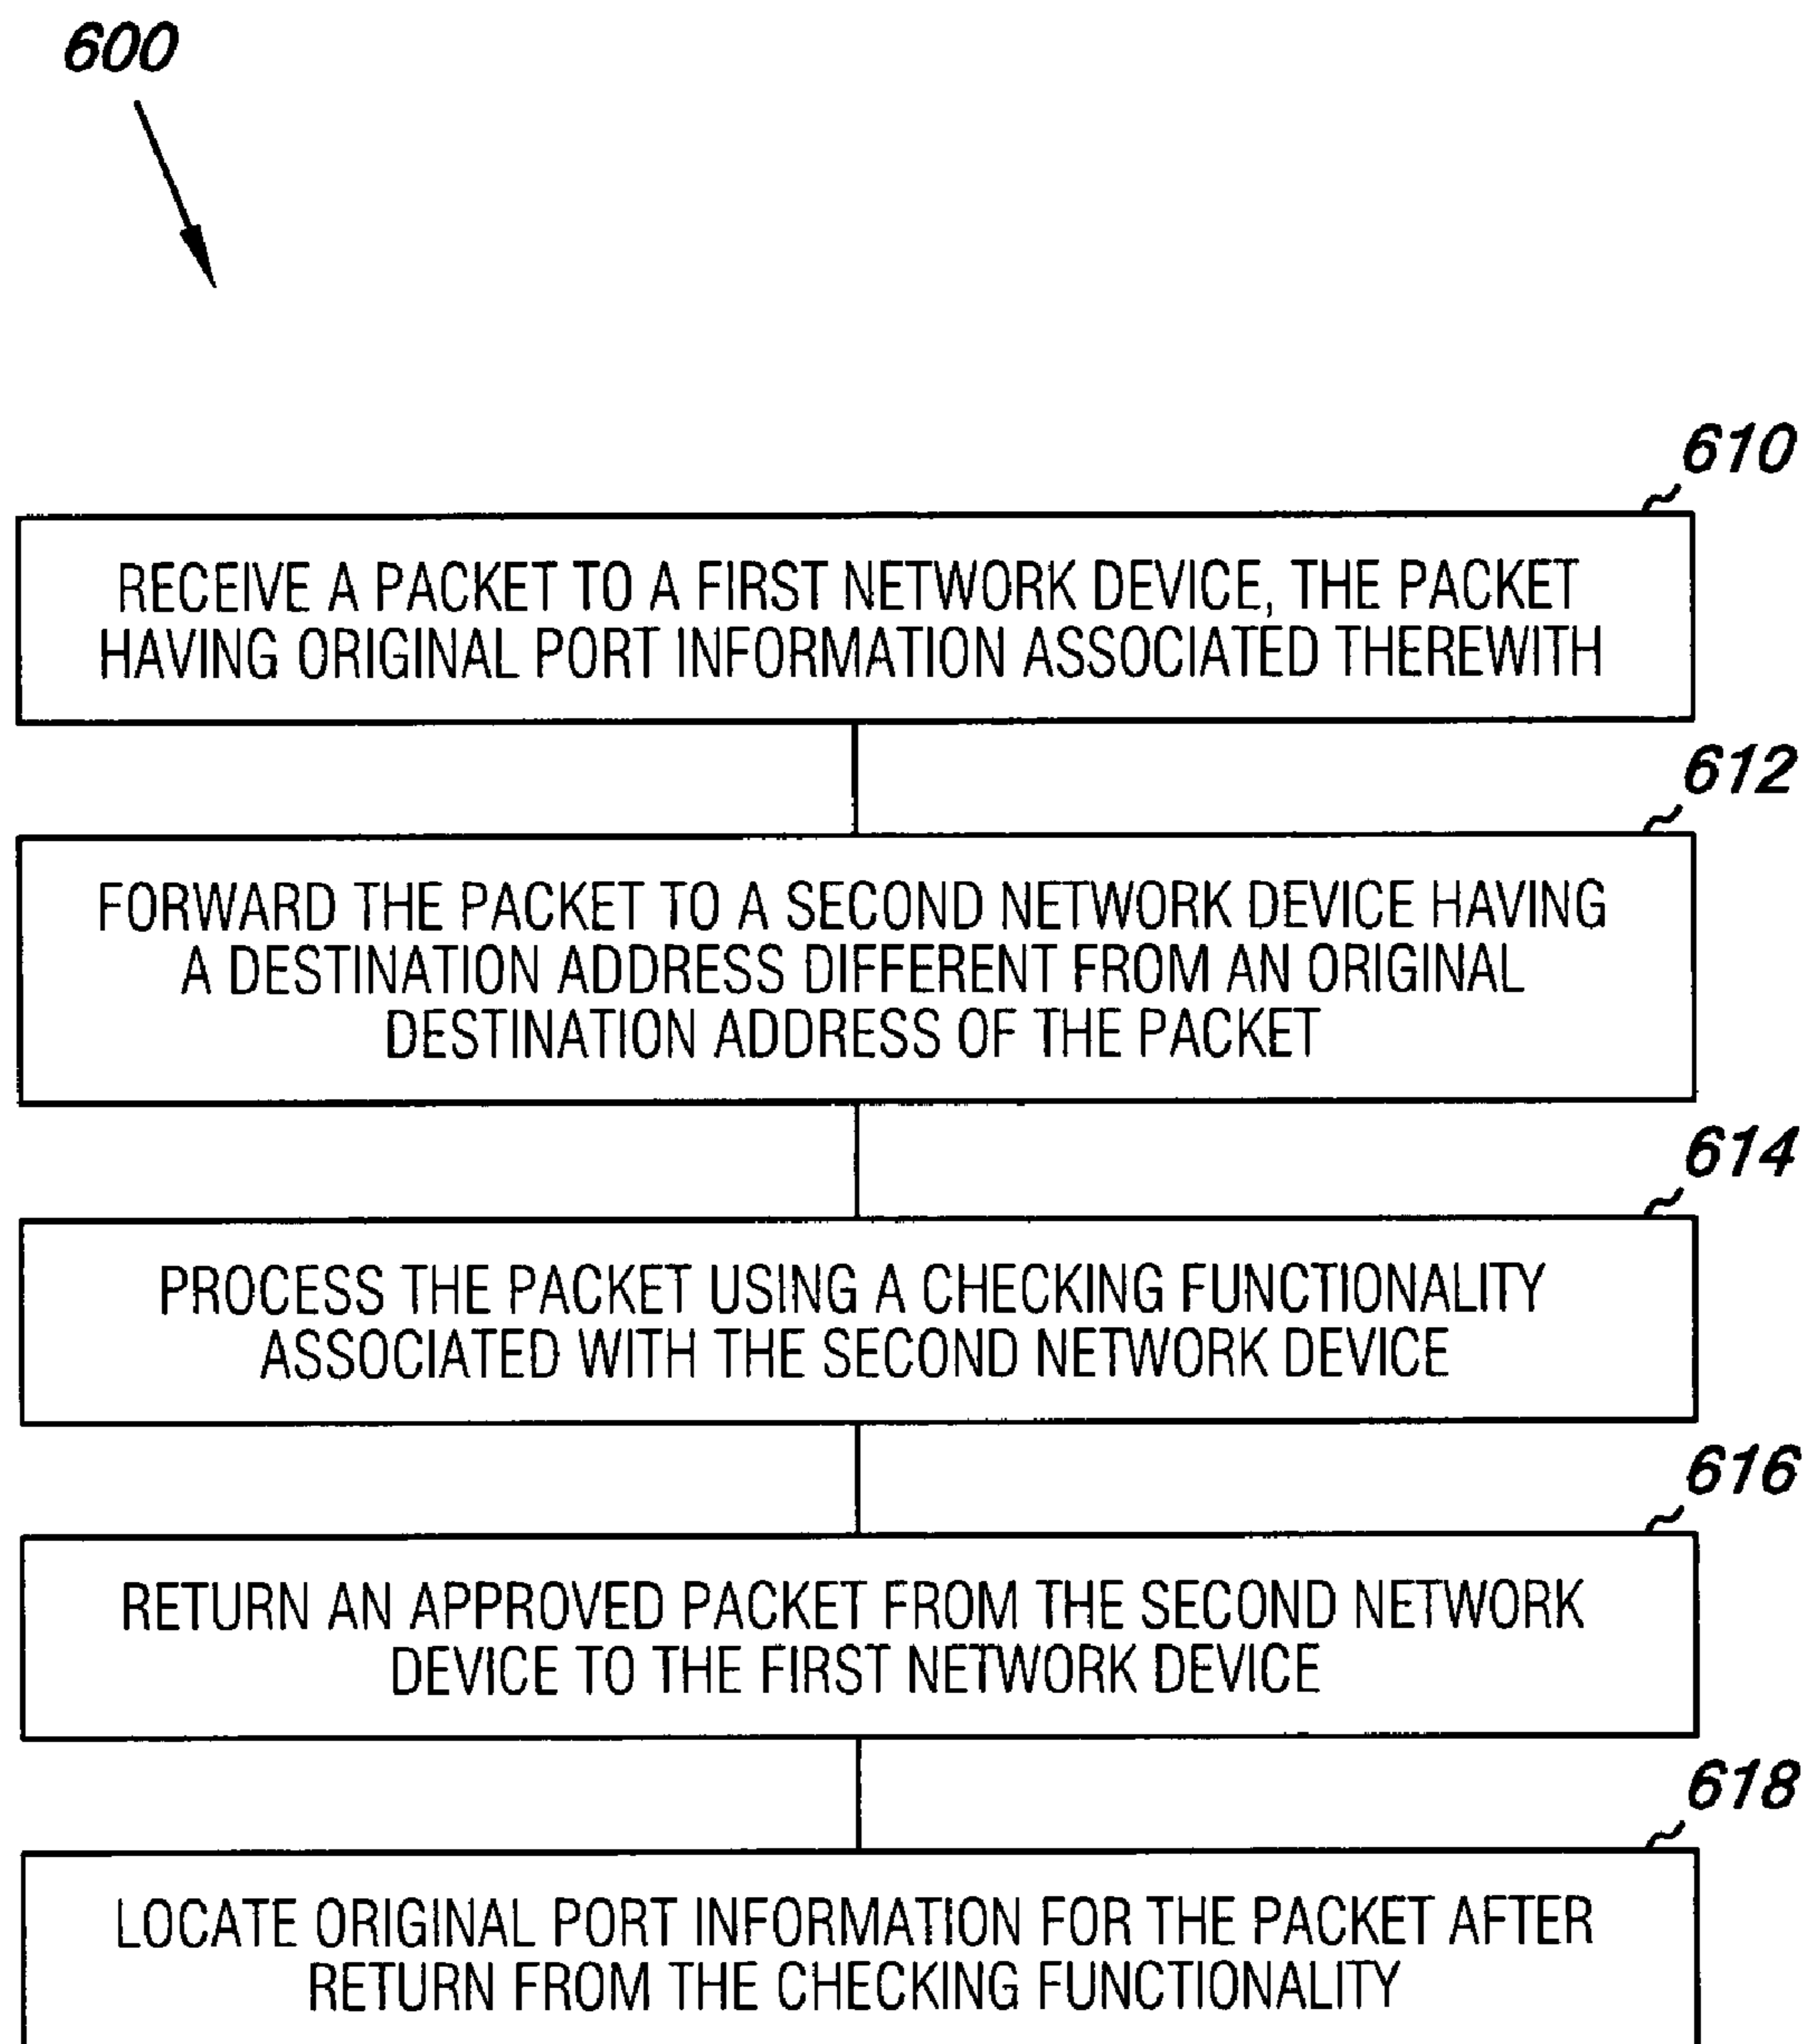 600
610
RECEIVE A PACKET TO A FIRST NETWORK DEVICE, THE PACKET
HAVING ORIGINAL PORT INFORMATION ASSOCIATED THEREWITH
612
FORWARD THE PACKET TO A SECOND NETWORK DEVICE HAVING
A DESTINATION ADDRESS DIFFERENT FROM AN ORIGINAL
DESTINATION ADDRESS OF THE PACKET
614
PROCESS THE PACKET USING A CHECKING FUNCTIONALITY
ASSOCIATED WITH THE SECOND NETWORK DEVICE
616
RETURN AN APPROVED PACKET FROM THE SECOND NETWORK
DEVICE TO THE FIRST NETWORK DEVICE
618
LOCATE ORIGINAL PORT INFORMATION FOR THE PACKET AFTER
RETURN FROM THE CHECKING FUNCTIONALITY